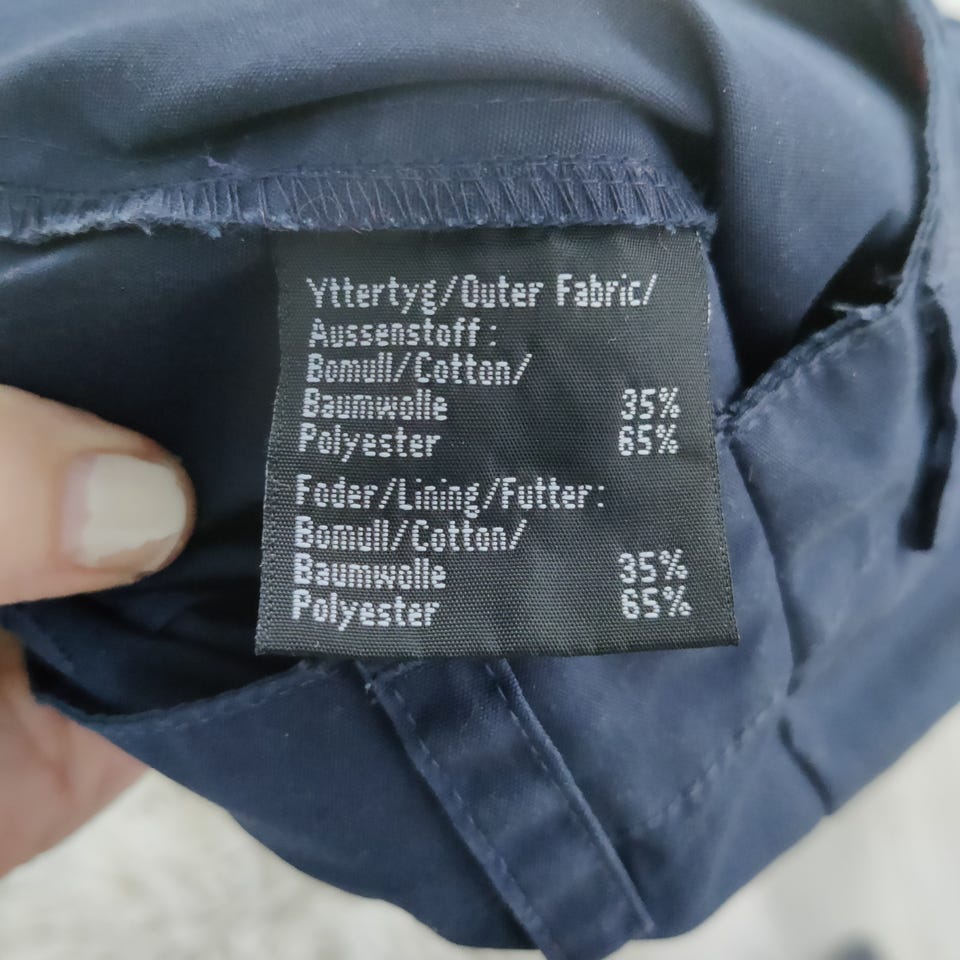 Yttertyg/Outer Fabric/
Aussenstoff:
Bomull/Cotton/
Baumwolle 35%
Polyester 65%
Foder/Lining/Futter:
Bomull/Cotton/
Baumwolle 35%
Polyester 65%